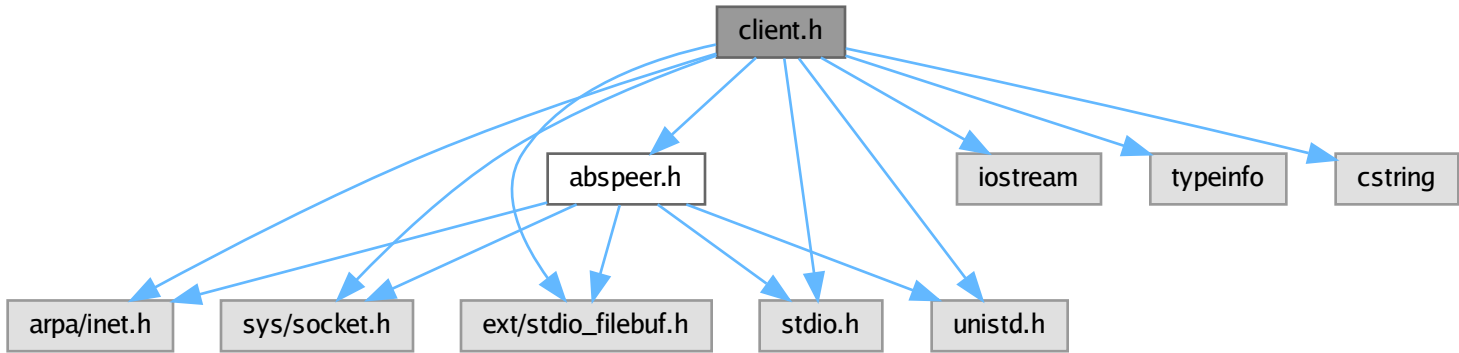 client.h
abspeer.h
iostream
typeinfo
cstring
arpa/inet.h
sys/socket.h
ext/stdio_filebuf.h
stdio.h
unistd.h